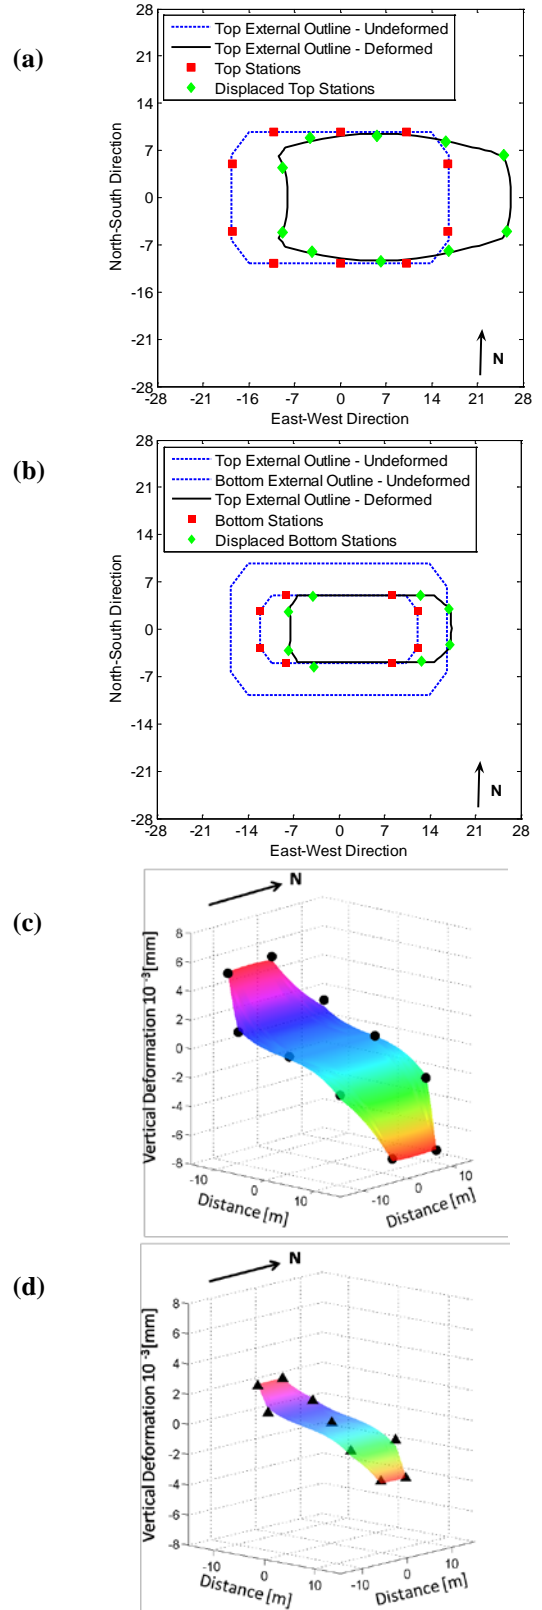 (a)
28
21
14
7
0
-7
-16
-21
-28
North-South Direction
Top External Outline - Undeformed
Top External Outline - Deformed
Top Stations
Displaced Top Stations
N
-28 -21 -14 -7 0 7 14 21 28
East-West Direction
(b)
28
21
14
7
0
-7
-14
-21
-28
North-South Direction
Top External Outline - Undeformed
Bottom External Outline - Undeformed
Top External Outline - Deformed
Bottom Stations
Displaced Bottom Stations
N
-28 -21 -14 -7 0 7 14 21 28
East-West Direction
(c)
N
8
6
4
2
0
-2
-4
-6
-8
Vertical Deformation 10⁻³[mm]
-10 0 10
Distance [m]
-10 0 10
Distance [m]
(d)
N
8
6
4
2
0
-2
-4
-6
-8
Vertical Deformation 10⁻³[mm]
-10 0 10
Distance [m]
-10 0 10
Distance [m]